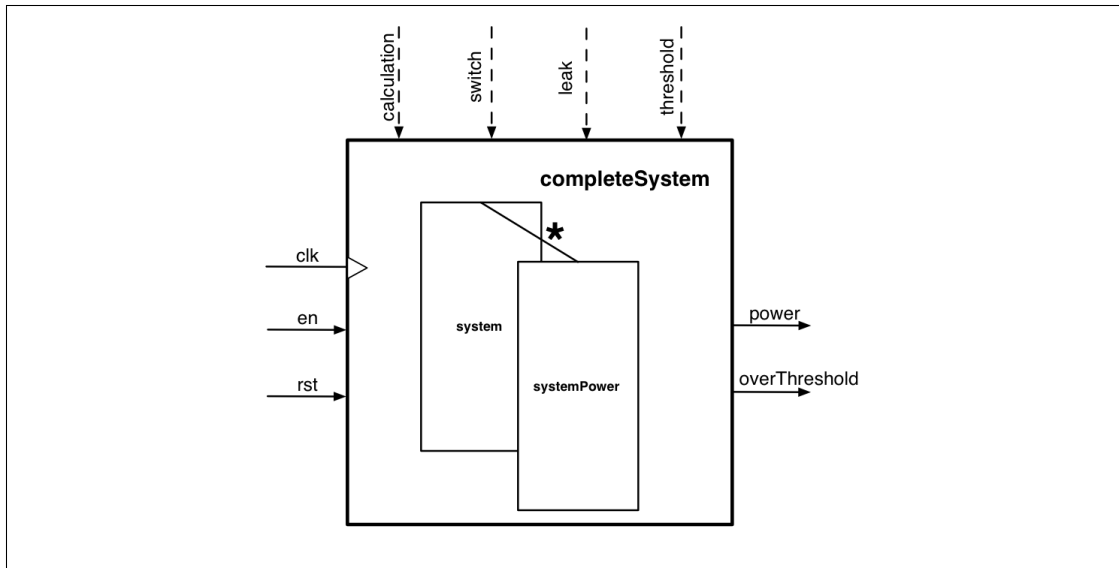 calculation
switch
leak
threshold
completeSystem
*
clk
en
rst
system
systemPower
power
overThreshold